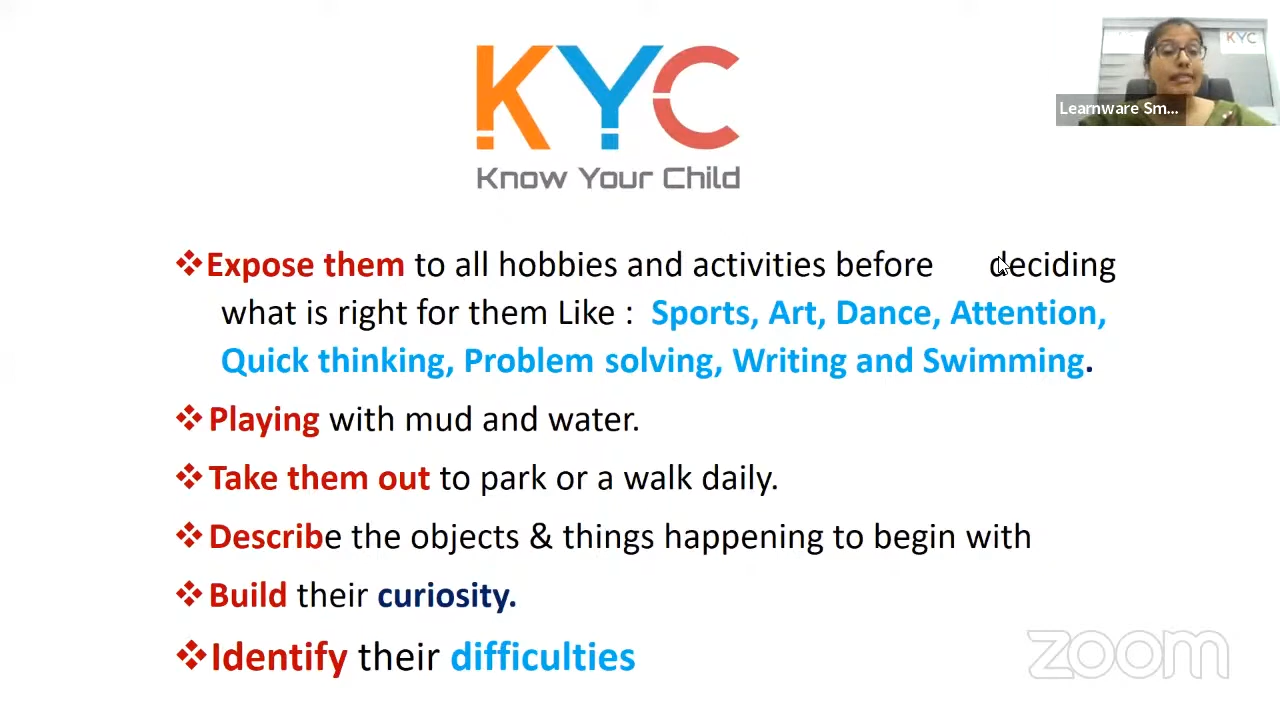 KYC
Know Your Child
KYC
Learnware Sm...
❖Expose them to all hobbies and activities before deciding
what is right for them Like : Sports, Art, Dance, Attention,
Quick thinking, Problem solving, Writing and Swimming.
❖Playing with mud and water.
❖Take them out to park or a walk daily.
❖Describe the objects & things happening to begin with
❖Build their curiosity.
❖Identify their difficulties
zoom